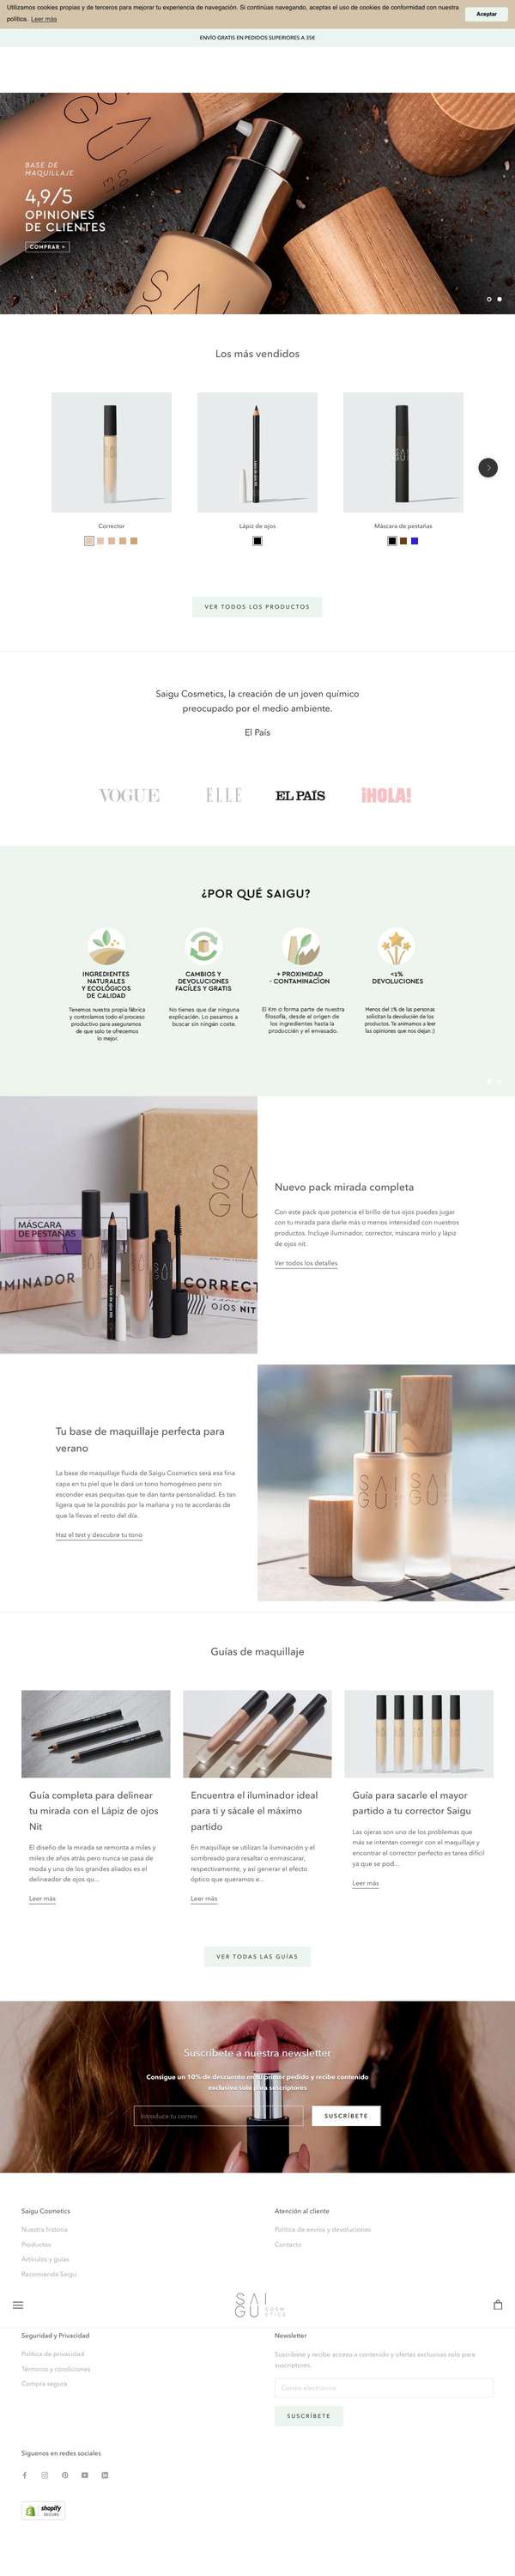 Utilizamos cookies propias y de terceros para mejorar tu experiencia de navegación. Si continúas navegando, aceptas el uso de cookies de conformidad con nuestra
política. Leer más
Aceptar
ENVÍO GRATIS EN PEDIDOS SUPERIORES A 35€
BASE DE
MAQUILLAJE
4,9/5
OPINIONES
DE CLIENTES
COMPRAR >
Los más vendidos
Corrector
Lápiz de ojos
Máscara de pestañas
VER TODOS LOS PRODUCTOS
Saigu Cosmetics, la creación de un joven químico
preocupado por el medio ambiente.
El País
VOGUE
ELLE
EL PAÍS
¡HOLA!
¿POR QUÉ SAIGU?
INGREDIENTES
NATURALES
Y ECOLÓGICOS
DE CALIDAD
Tenemos nuestra propia fábrica
y controlamos todo el proceso
productivo para asegurarnos
de que solo te ofrecemos
lo mejor.
CAMBIOS Y
DEVOLUCIONES
FACÍLES Y GRATIS
No tienes que dar ninguna
explicación. Lo pasamos a
buscar sin ningún coste.
+ PROXIMIDAD
- CONTAMINACÍON
El Km 0 forma parte de nuestra
filosofía, desde el origen de
los ingredientes hasta la
producción y el envasado.
<1%
DEVOLUCIONES
Menos del 1% de las personas
solicitan la devolución de los
productos. Te animamos a leer
las opiniones que nos dejan :)
SAI
GU
MÁSCARA
DE PESTAÑAS
MINADOR
CORRECT
OJOS NIT
Nuevo pack mirada completa
Con este pack que potencia el brillo de tus ojos puedes jugar
con tu mirada para darle más o menos intensidad con nuestros
productos. Incluye iluminador, corrector, máscara mirlo y lápiz
de ojos nit.
Ver todos los detalles
Tu base de maquillaje perfecta para
verano
La base de maquillaje fluida de Saigu Cosmetics será esa fina
capa en tu piel que le dará un tono homogéneo pero sin
esconder esas pequitas que te dan tanta personalidad. Es tan
ligera que te la pondrás por la mañana y no te acordarás de
que la llevas el resto del día.
Haz el test y descubre tu tono
SAI
GU
SAI
GU
Guías de maquillaje
Guía completa para delinear
tu mirada con el Lápiz de ojos
Nit
El diseño de la mirada se remonta a miles y
miles de años atrás pero nunca se pasa de
moda y uno de los grandes aliados es el
delineador de ojos qu...
Leer más
Encuentra el iluminador ideal
para ti y sácale el máximo
partido
En maquillaje se utilizan la iluminación y el
sombreado para resaltar o enmascarar,
respectivamente, y así generar el efecto
óptico que queramos e...
Leer más
Guía para sacarle el mayor
partido a tu corrector Saigu
Las ojeras son uno de los problemas que
más se intentan corregir con el maquillaje y
encontrar el corrector perfecto es tarea difícil
ya que se pod...
Leer más
VER TODAS LAS GUÍAS
Suscríbete a nuestra newsletter
Consigue un 10% de descuento en tu primer pedido y recibe contenido
exclusivo solo para suscriptores
Introduce tu correo
SUSCRÍBETE
Saigu Cosmetics
Nuestra historia
Productos
Artículos y guías
Recomienda Saigu
Atención al cliente
Política de envíos y devoluciones
Contacto
SAI
GU COSM
ETICS
Seguridad y Privacidad
Política de privacidad
Términos y condiciones
Compra segura
Newsletter
Suscríbete y recibe acceso a contenido y ofertas exclusivas solo para
suscriptores.
Correo electrónico
SUSCRÍBETE
Síguenos en redes sociales
shopify
SECURE